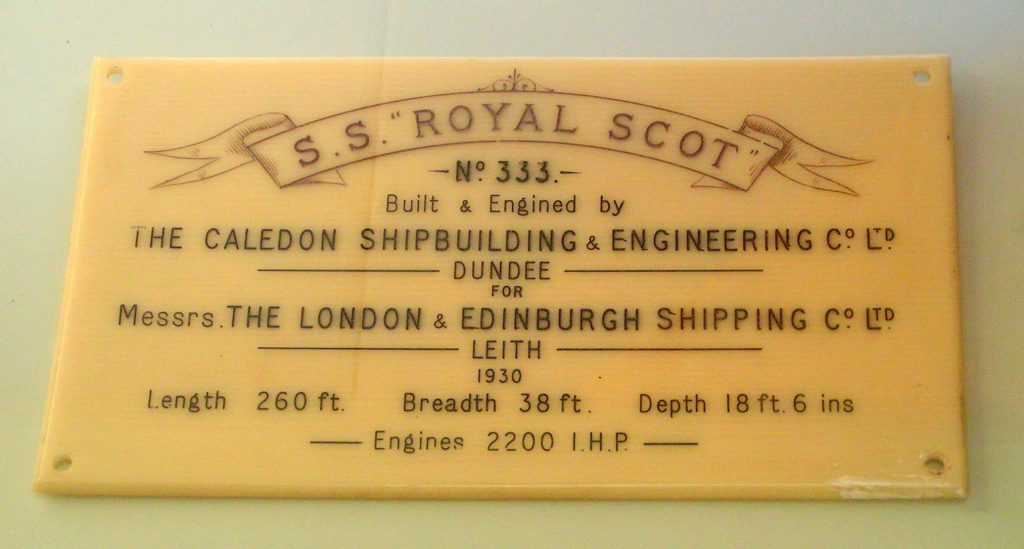 S.S. "ROYAL SCOT"
Nº 333.
Built & Engined by
THE CALEDON SHIPBUILDING & ENGINEERING Cº LTD
DUNDEE
FOR
Messrs. THE LONDON & EDINBURGH SHIPPING Cº LTD
LEITH
1930
Length 260 ft. Breadth 38 ft. Depth 18 ft. 6 ins
Engines 2200 I.H.P.